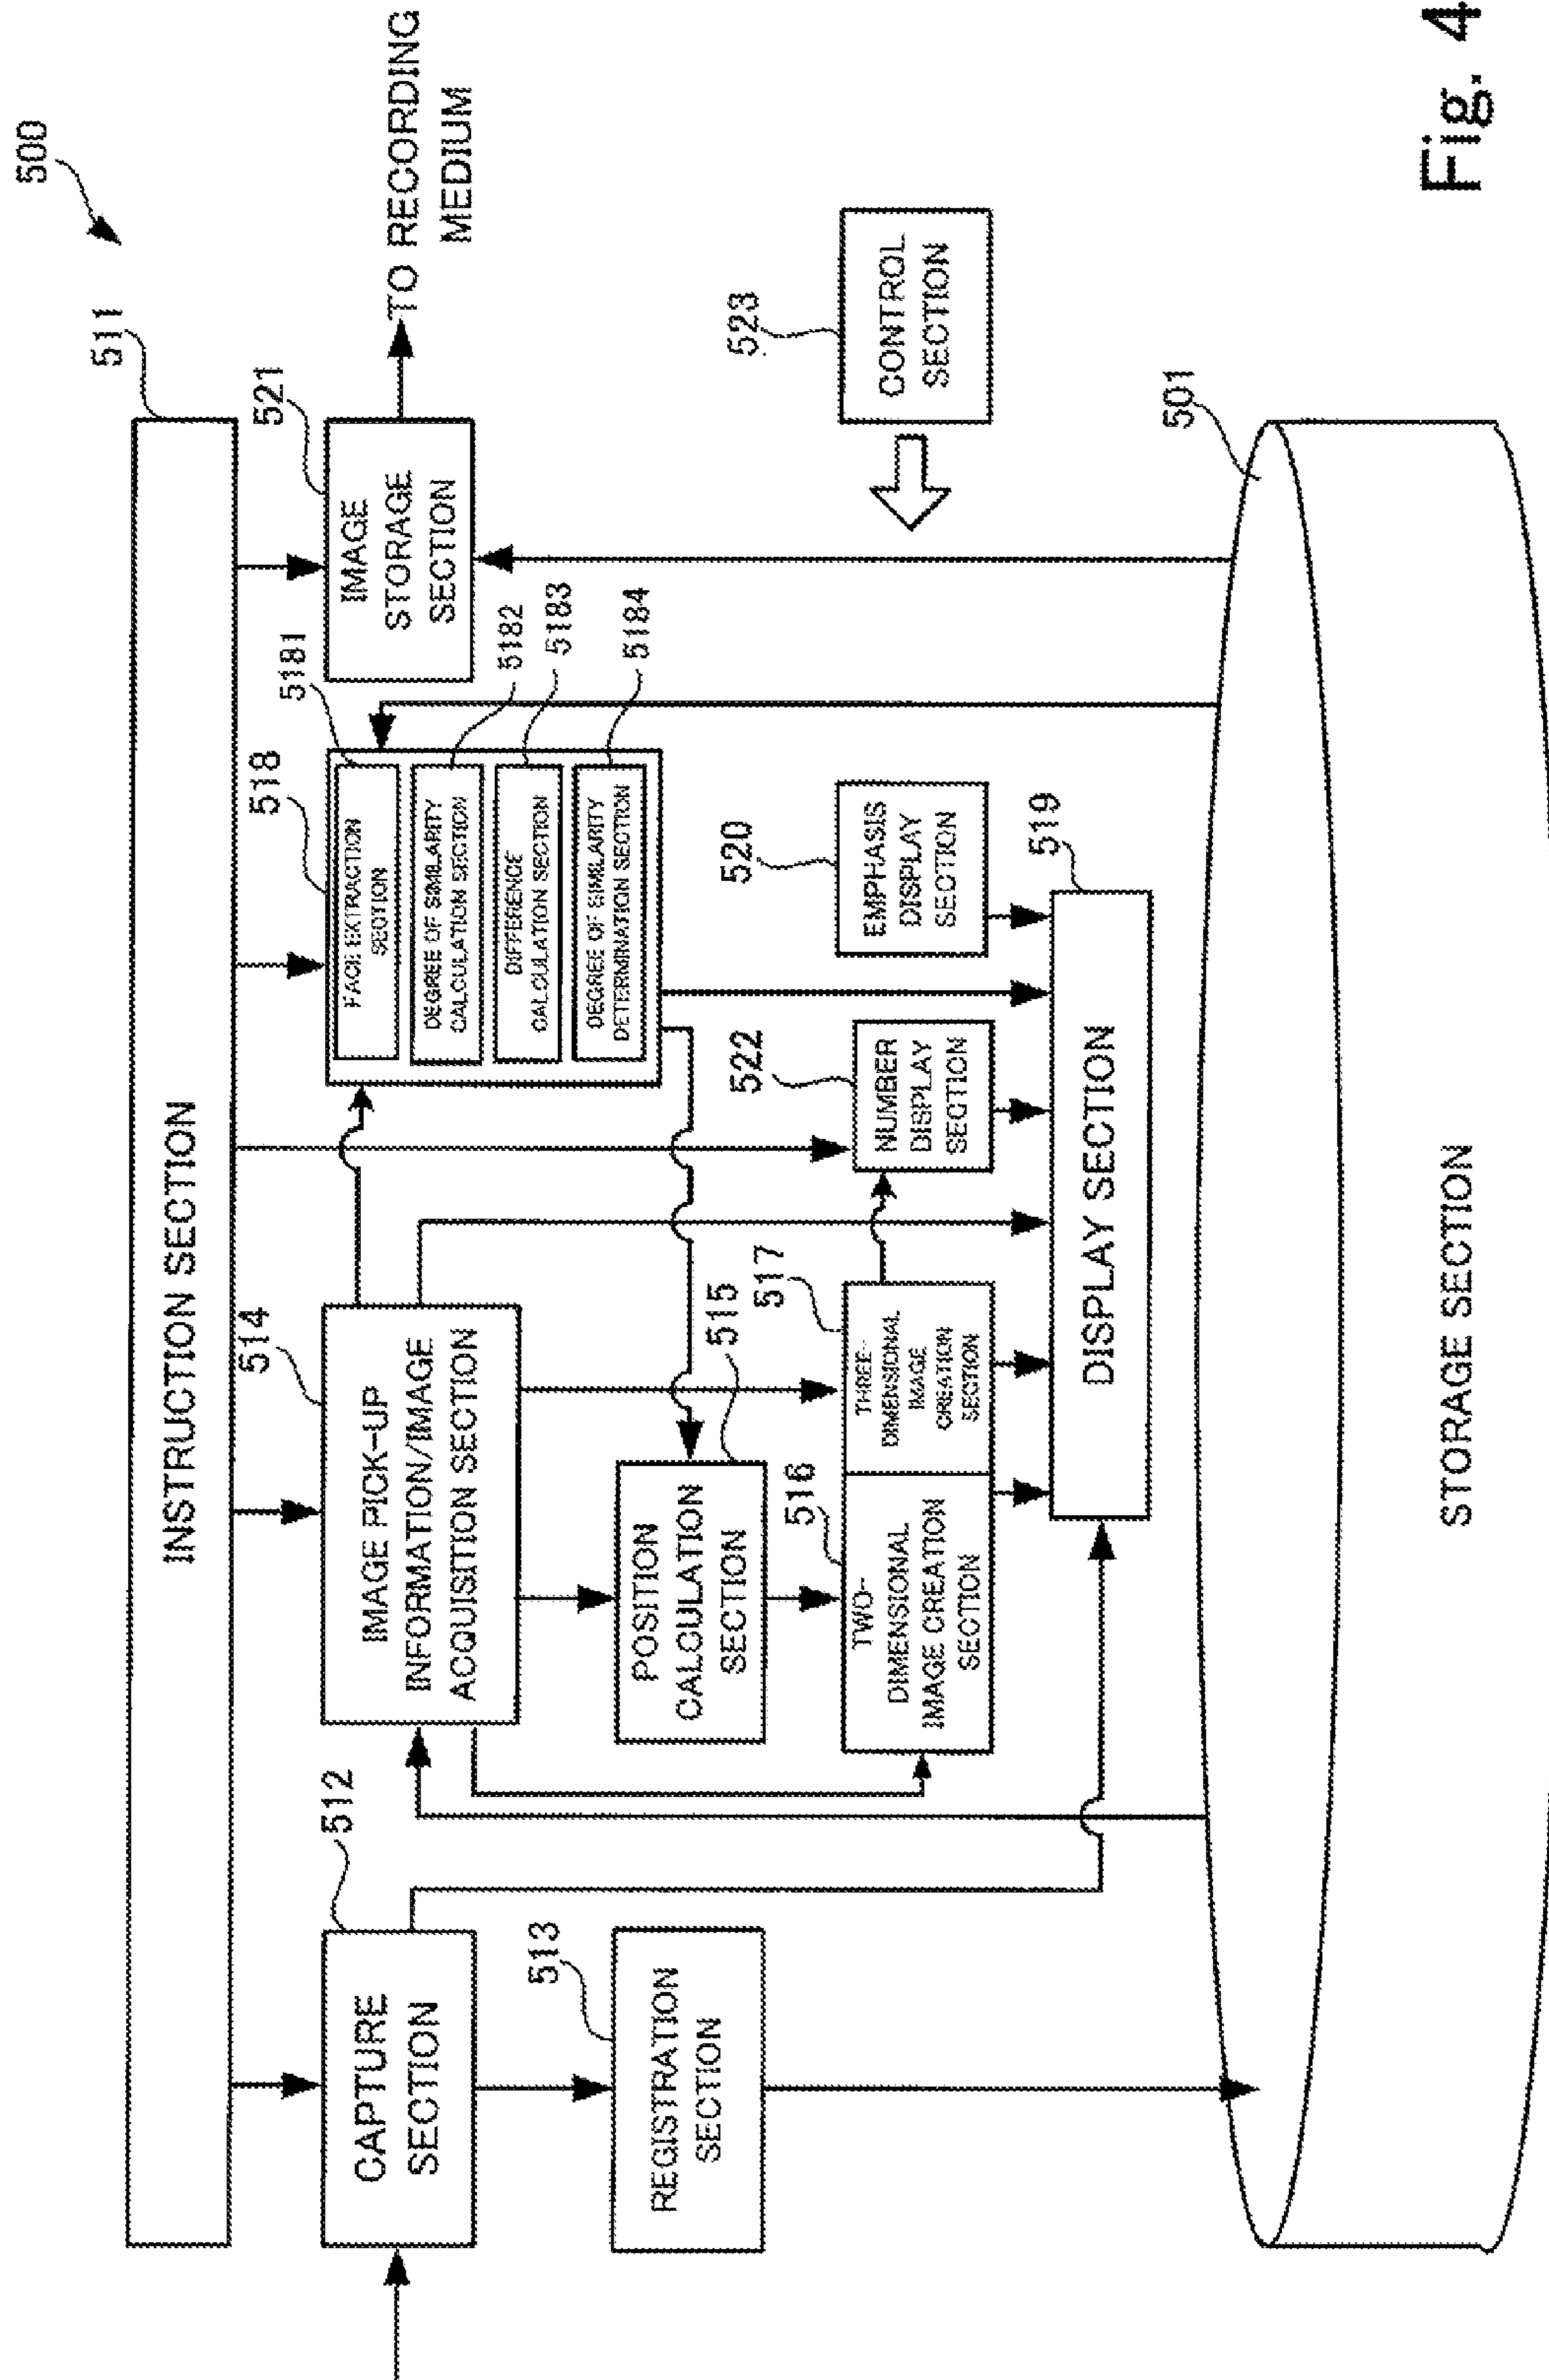 500
511
INSTRUCTION SECTION
512
CAPTURE
SECTION
514
IMAGE PICK-UP
INFORMATION/IMAGE
ACQUISITION SECTION
518
5181
FACE EXTRACTION
SECTION
5182
DEGREE OF SIMILARITY
CALCULATION SECTION
5183
DIFFERENCE
CALCULATION SECTION
5184
DEGREE OF SIMILARITY
DETERMINATION SECTION
521
IMAGE
STORAGE
SECTION
TO RECORDING
MEDIUM
513
REGISTRATION
SECTION
515
POSITION
CALCULATION
SECTION
516
TWO-
DIMENSIONAL
IMAGE CREATION
SECTION
517
THREE-
DIMENSIONAL
IMAGE
CREATION
SECTION
522
NUMBER
DISPLAY
SECTION
520
EMPHASIS
DISPLAY
SECTION
523
CONTROL
SECTION
519
DISPLAY SECTION
501
STORAGE SECTION
Fig. 4